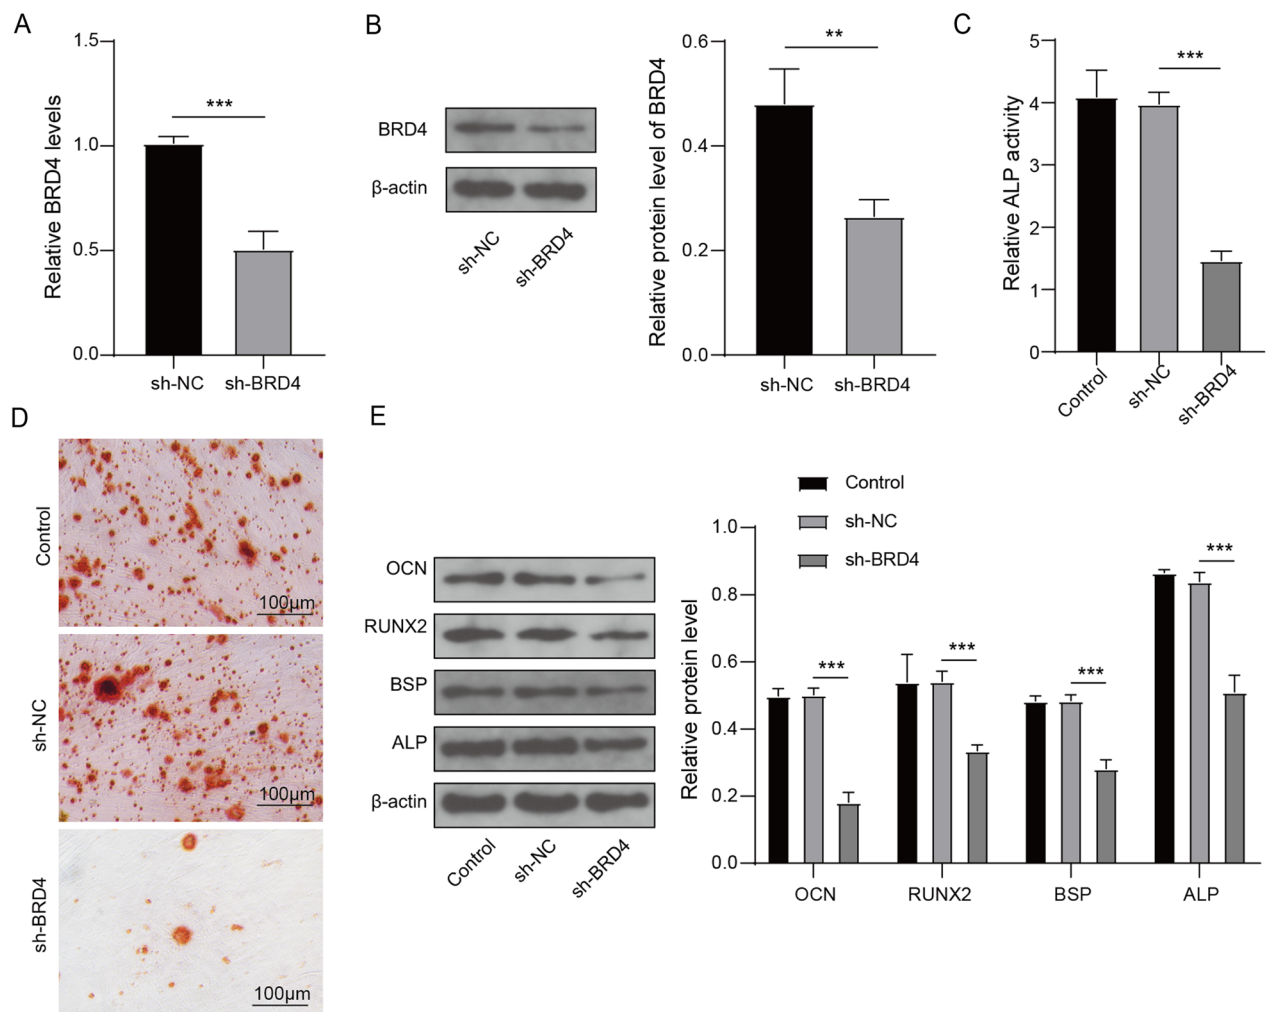 A
Relative BRD4 levels
1.5
1.0
0.5
0.0
***
sh-NC
sh-BRD4
B
BRD4
β-actin
sh-NC
sh-BRD4
Relative protein level of BRD4
0.6
0.4
0.2
0.0
**
sh-NC
sh-BRD4
C
Relative ALP activity
5
4
3
2
1
0
***
Control
sh-NC
sh-BRD4
D
Control
100μm
sh-NC
100μm
sh-BRD4
100μm
E
OCN
RUNX2
BSP
ALP
β-actin
Control
sh-NC
sh-BRD4
Control
sh-NC
sh-BRD4
Relative protein level
1.0
0.8
0.6
0.4
0.2
0.0
***
***
***
***
OCN
RUNX2
BSP
ALP